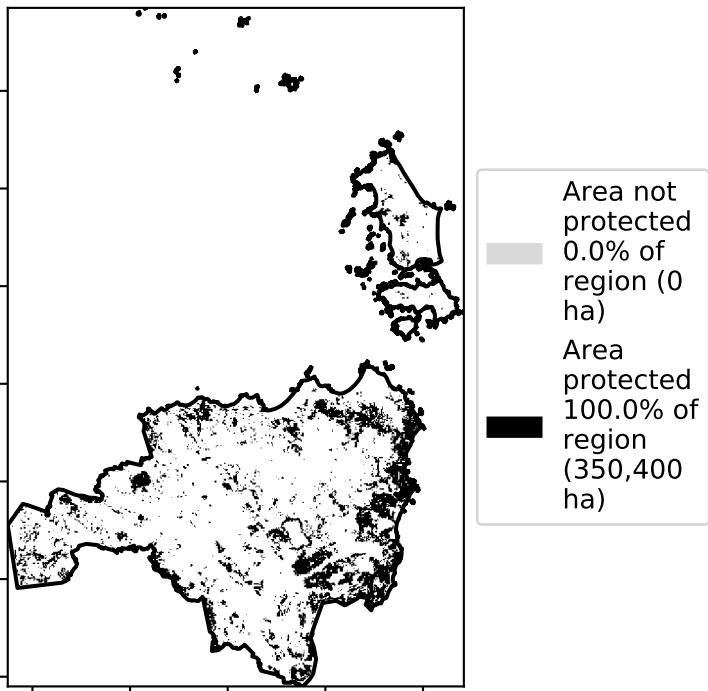 Area not
protected
0.0% of
region (0
ha)
Area
protected
100.0% of
region
(350,400
ha)